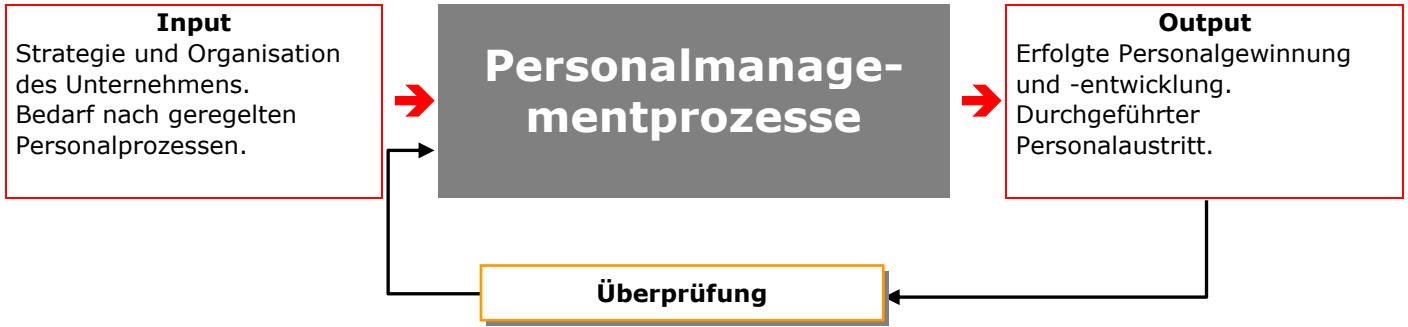 Input
Strategie und Organisation
des Unternehmens.
Bedarf nach geregelten
Personalprozessen.
Personalmanage-
mentprozesse
Output
Erfolgte Personalgewinnung
und -entwicklung.
Durchgeführter
Personalaustritt.
Überprüfung